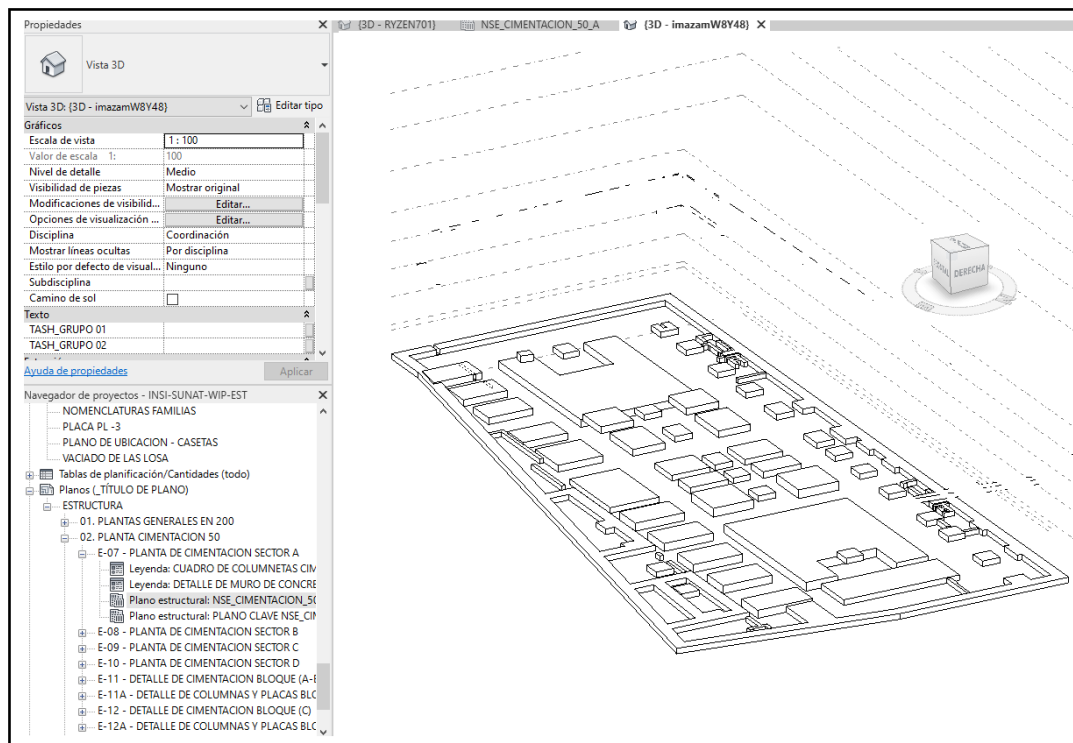 Propiedades
{3D - RYZEN701}
NSE_CIMENTACION_50_A
{3D - imazamW8Y48}
Vista 3D
Vista 3D: {3D - imazamW8Y48}
Editar tipo
Gráficos
Escala de vista 1 : 100
Valor de escala 1: 100
Nivel de detalle Medio
Visibilidad de piezas Mostrar original
Modificaciones de visibilid... Editar...
Opciones de visualización ... Editar...
Disciplina Coordinación
Mostrar líneas ocultas Por disciplina
Estilo por defecto de visual... Ninguno
Subdisciplina
Camino de sol
Texto
TASH_GRUPO 01
TASH_GRUPO 02
Ayuda de propiedades
Aplicar
Navegador de proyectos - INSI-SUNAT-WIP-EST
NOMENCLATURAS FAMILIAS
PLACA PL -3
PLANO DE UBICACION - CASETAS
VACIADO DE LAS LOSA
Tablas de planificación/Cantidades (todo)
Planos (_TÍTULO DE PLANO)
ESTRUCTURA
01. PLANTAS GENERALES EN 200
02. PLANTA CIMENTACION 50
E-07 - PLANTA DE CIMENTACION SECTOR A
Leyenda: CUADRO DE COLUMNETAS CIM
Leyenda: DETALLE DE MURO DE CONCRE
Plano estructural: NSE_CIMENTACION_50
Plano estructural: PLANO CLAVE NSE_CIM
E-08 - PLANTA DE CIMENTACION SECTOR B
E-09 - PLANTA DE CIMENTACION SECTOR C
E-10 - PLANTA DE CIMENTACION SECTOR D
E-11 - DETALLE DE CIMENTACION BLOQUE (A-B
E-11A - DETALLE DE COLUMNAS Y PLACAS BLO
E-12 - DETALLE DE CIMENTACION BLOQUE (C)
E-12A - DETALLE DE COLUMNAS Y PLACAS BLO
DERECHA